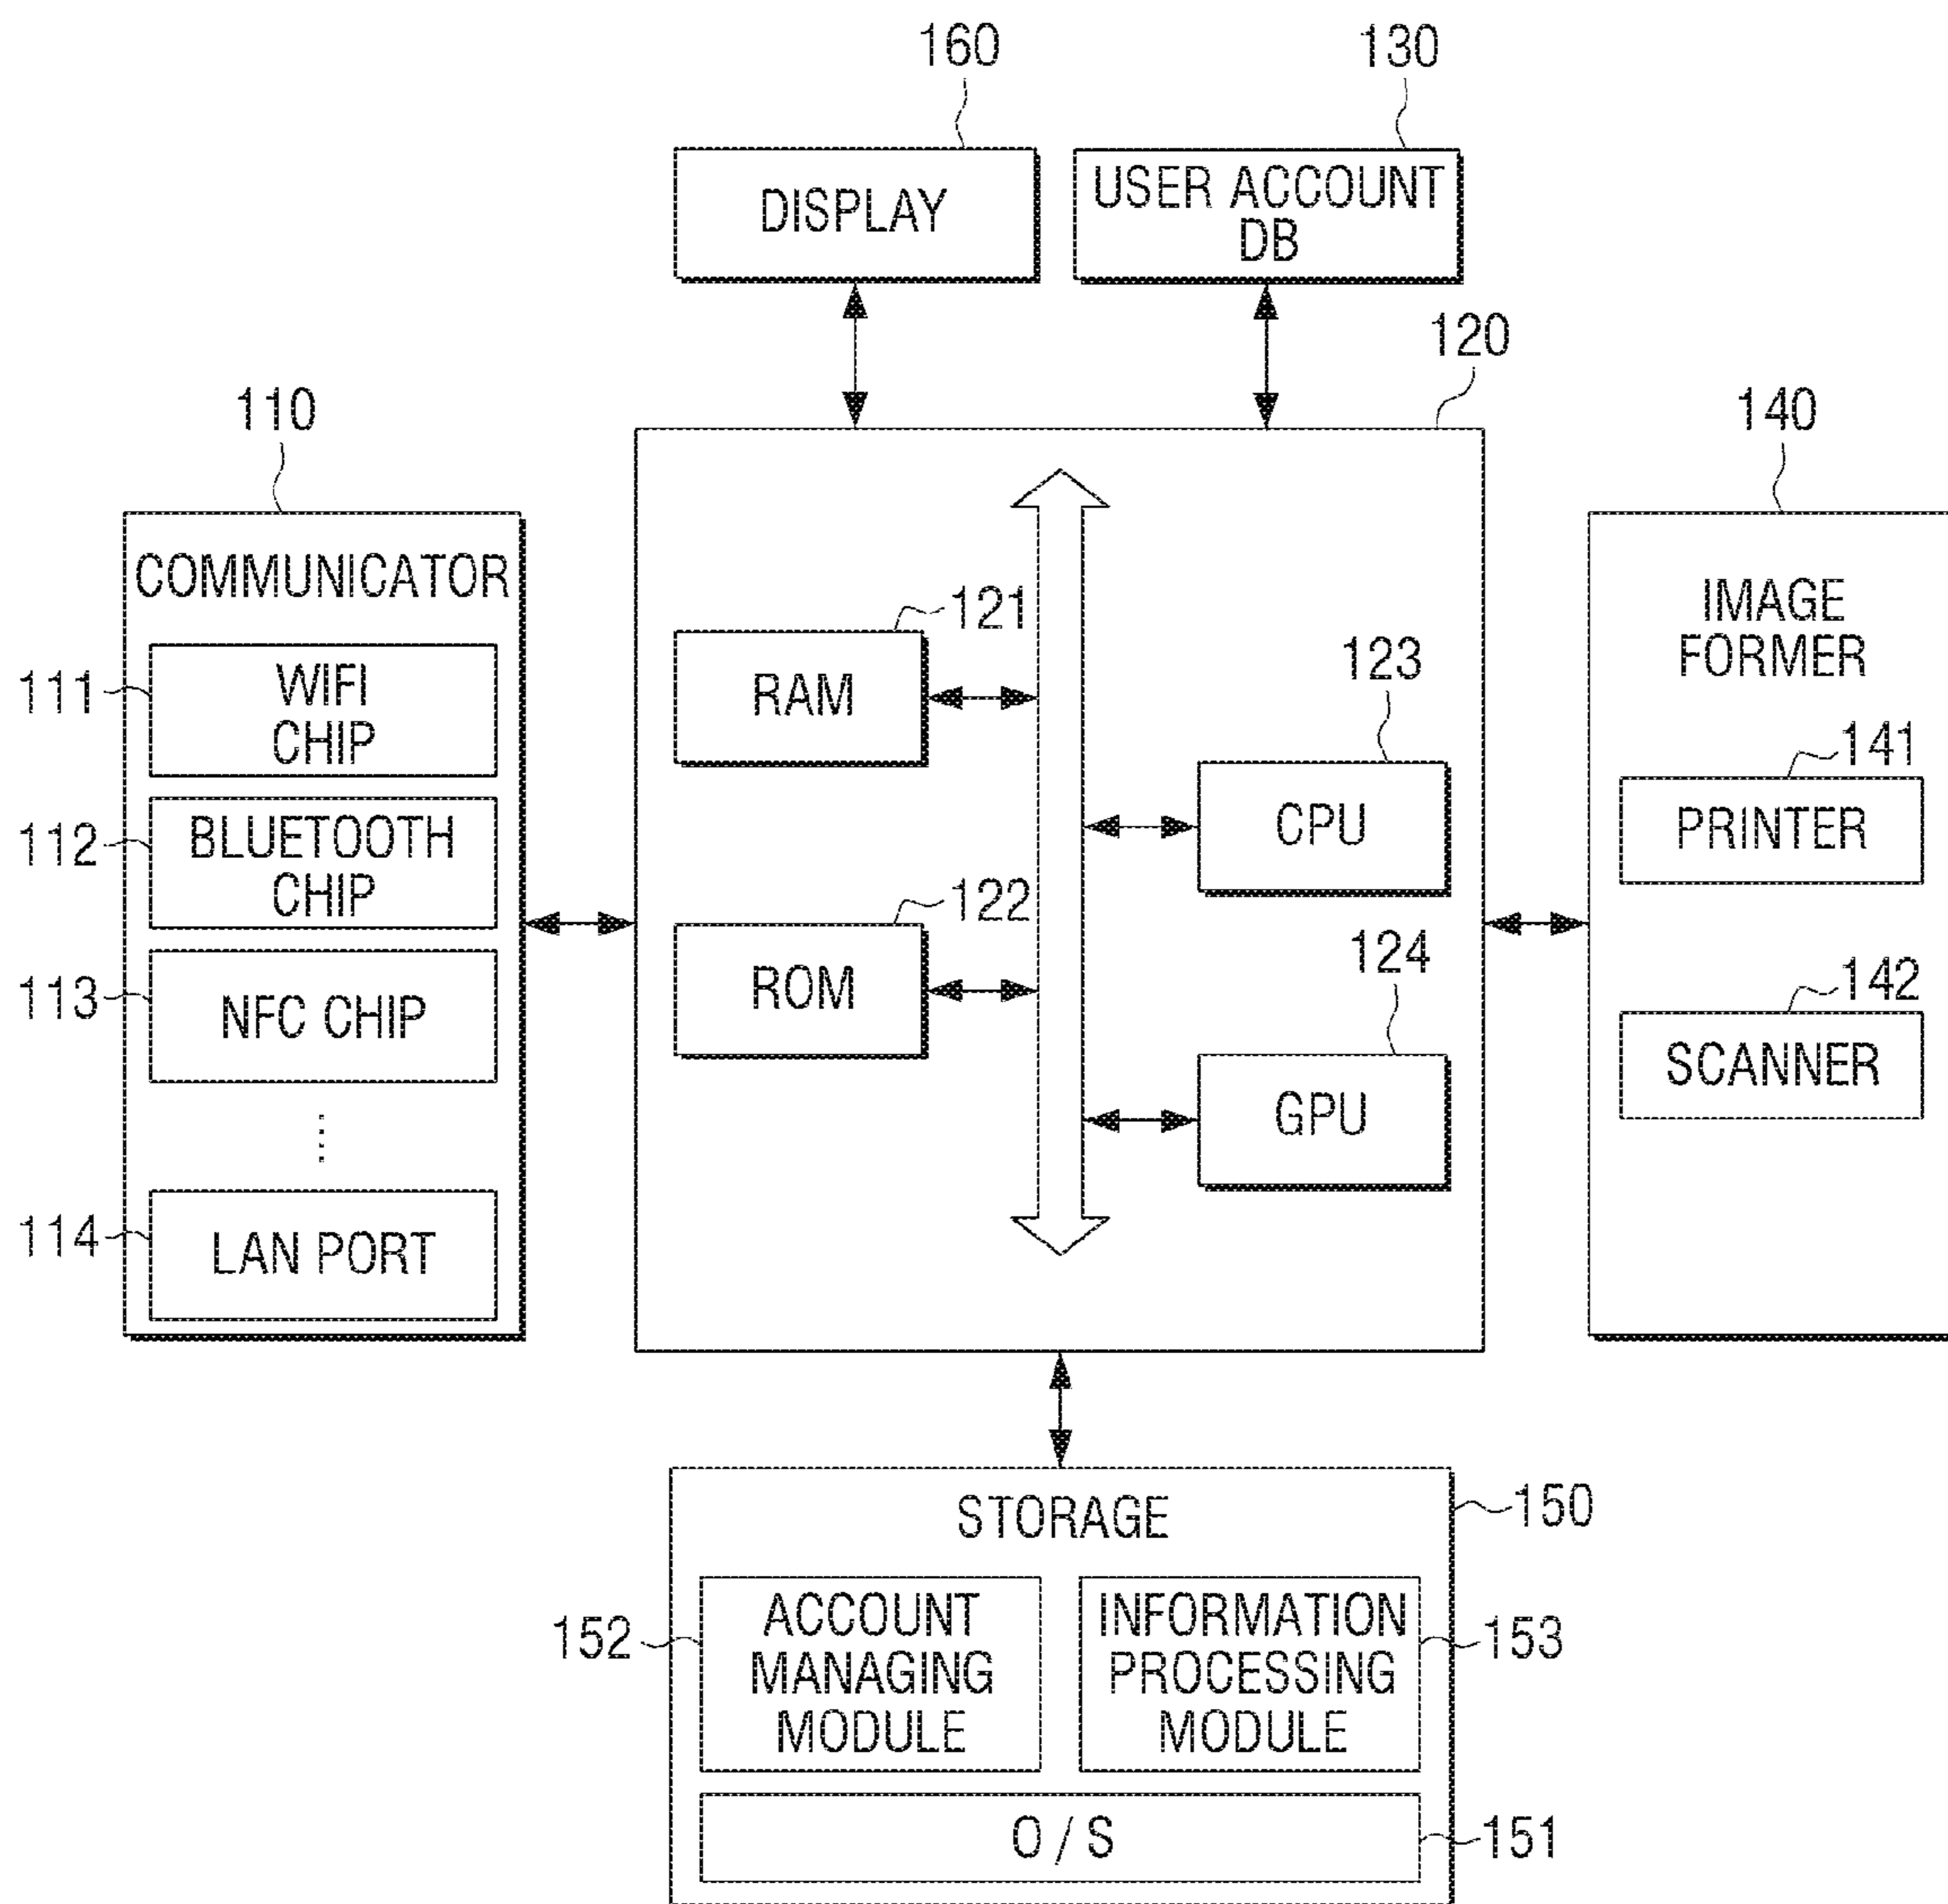 160
130
DISPLAY
USER ACCOUNT
DB
120
110
140
COMMUNICATOR
111
WIFI
CHIP
112
BLUETOOTH
CHIP
113
NFC CHIP
114
LAN PORT
121
RAM
122
ROM
123
CPU
124
GPU
IMAGE
FORMER
141
PRINTER
142
SCANNER
STORAGE
150
152
ACCOUNT
MANAGING
MODULE
INFORMATION
PROCESSING
MODULE
153
O / S
151